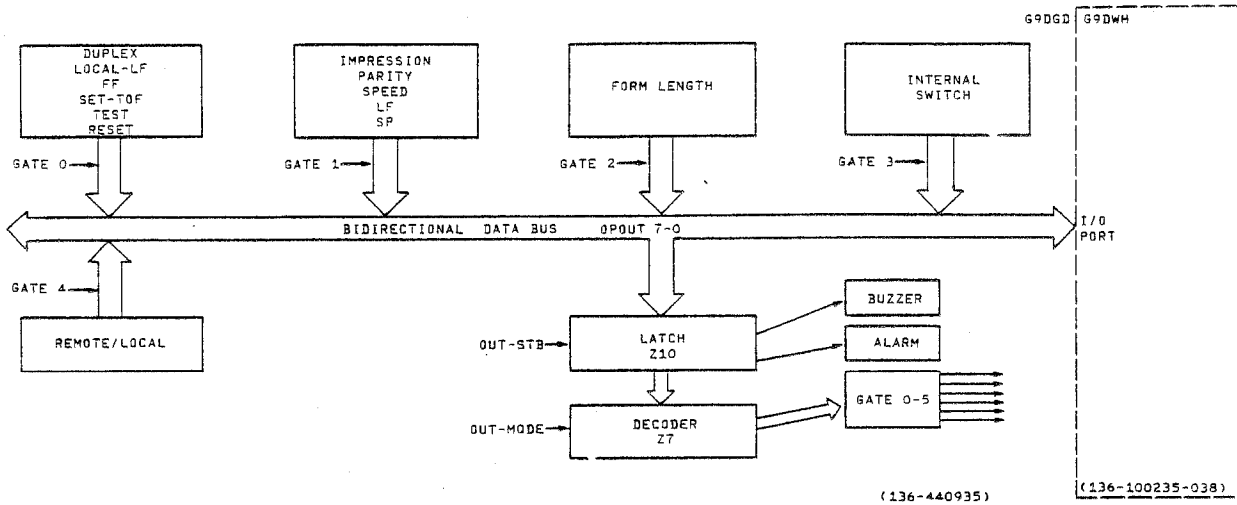 G9DGD G9DWH
DUPLEX
LOCAL-LF
FF
SET-TOF
TEST
RESET
IMPRESSION
PARITY
SPEED
LF
SP
FORM LENGTH
INTERNAL
SWITCH
GATE 0
GATE 1
GATE 2
GATE 3
BIDIRECTIONAL DATA BUS OPOUT 7-0
I/O
PORT
GATE 4
REMOTE/LOCAL
OUT-STB
LATCH
Z10
BUZZER
ALARM
OUT-MODE
DECODER
Z7
GATE 0-5
(136-440935)
(136-100235-038)